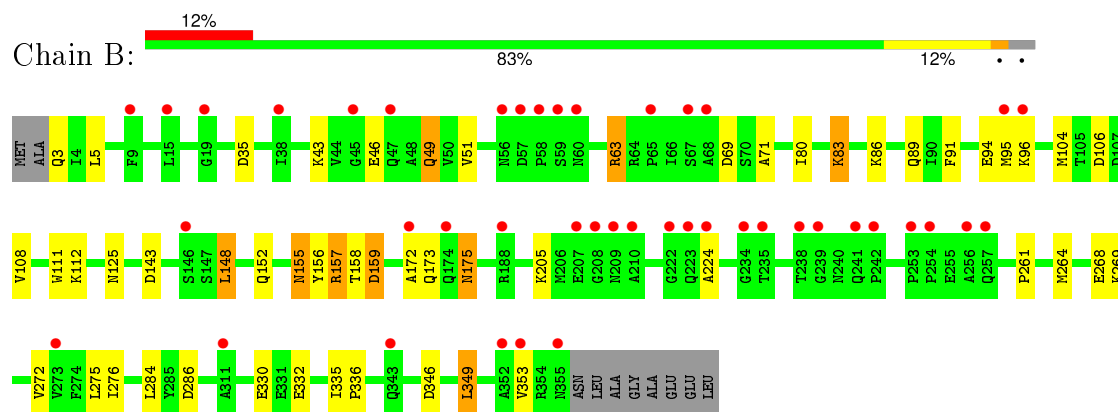 12%
Chain B:
83% 12% • •
MET ALA Q3 I4 L5 F9 L15 G19 D35 I38 K43 V44 G45 E46 Q47 A48 Q49 V50 V51 N56 D57 P58 S59 N60 R63 R64 P65 I66 S67 A68 D69 S70 A71 I80 K83 K86 Q89 I90 F91 E94 M95 K96 M104 T105 D106 D107
V108 W111 K112 N125 D143 S146 S147 L148 Q152 N155 Y156 R157 T158 D159 A172 Q173 Q174 N175 R188 K205 M206 E207 G208 N209 A210 G222 Q223 A224 G234 T235 T238 G239 N240 Q241 P242 P253 P254 E255 A256 Q257 P261 M264 E268 K269
V272 V273 F274 L275 I276 L284 Y285 D286 A311 E330 E331 E332 I335 P336 Q343 D346 L349 A352 V353 R354 N355 ASN LEU ALA GLY ALA GLU GLU LEU